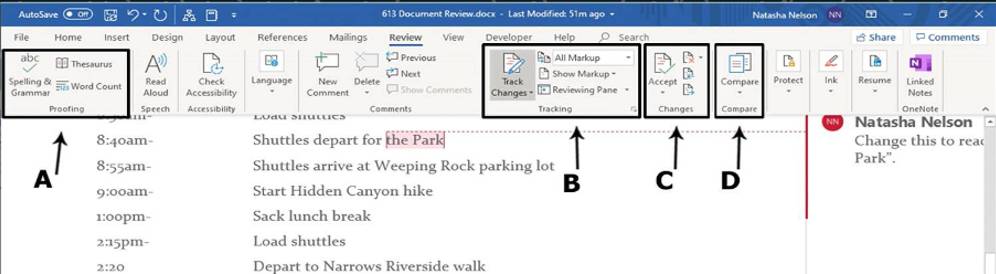 AutoSave Off 613 Document Review.docx - Last Modified: 51m ago Natasha Nelson NN
File Home Insert Design Layout References Mailings Review View Developer Help Search Share Comments
abc
Spelling & Grammar
Thesaurus
Word Count
Proofing
Read Aloud
Speech
Check Accessibility
Accessibility
Language
New Comment
Delete
Previous
Next
Show Comments
Comments
Track Changes
All Markup
Show Markup
Reviewing Pane
Tracking
Accept
Changes
Compare
Compare
Protect
Ink
Resume
Linked Notes
OneNote
A
B
C
D
Load shuttles
8:40am- Shuttles depart for the Park
8:55am- Shuttles arrive at Weeping Rock parking lot
9:00am- Start Hidden Canyon hike
1:00pm- Sack lunch break
2:15pm- Load shuttles
2:20 Depart to Narrows Riverside walk
NN Natasha Nelson
Change this to read
Park".